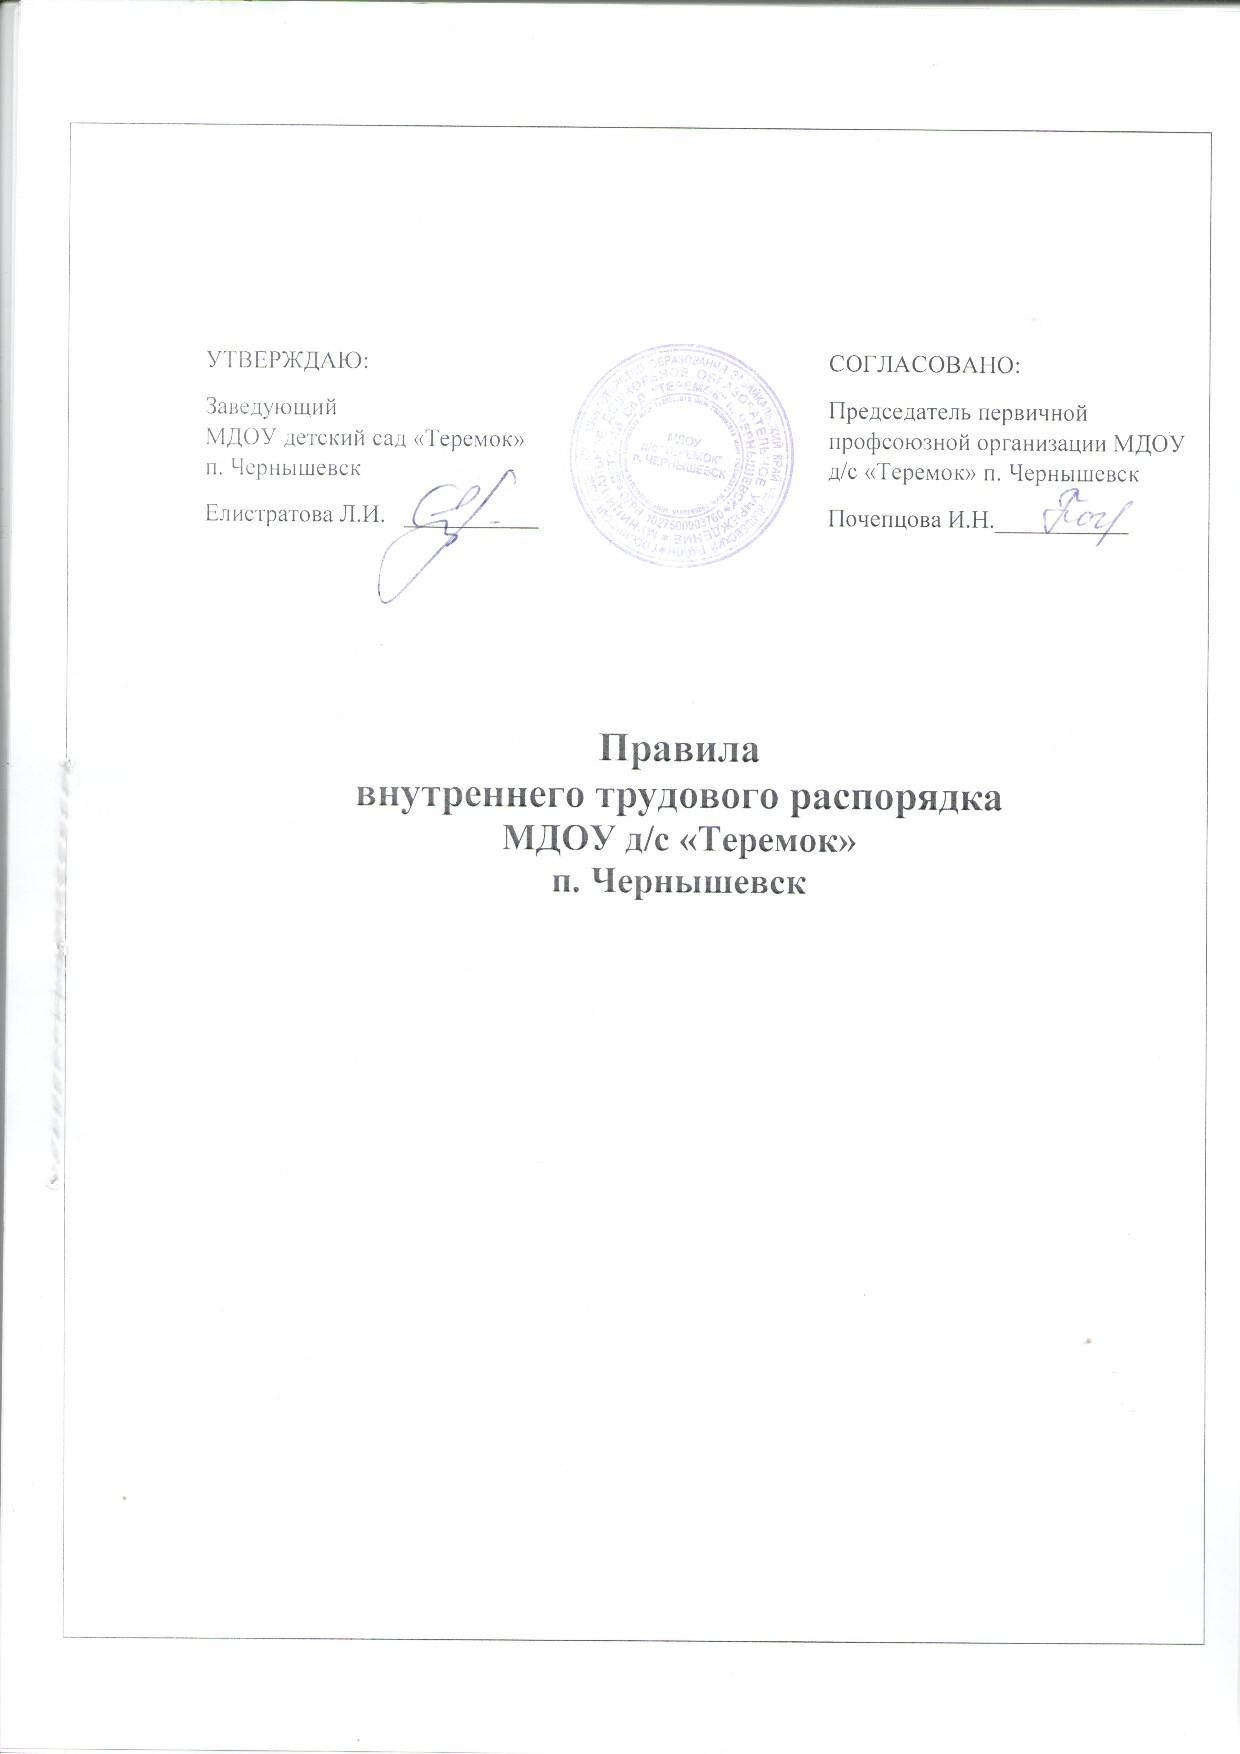 УТВЕРЖДАЮ:
Заведующий
МДОУ детский сад «Теремок»
п. Чернышевск
Елистратова Л.И.
МДОУ
д/с "ТЕРЕМОК"
п. ЧЕРНЫШЕВСК
СОГЛАСОВАНО:
Председатель первичной
профсоюзной организации МДОУ
д/с «Теремок» п. Чернышевск
Почепцова И.Н.
Правила
внутреннего трудового распорядка
МДОУ д/с «Теремок»
п. Чернышевск